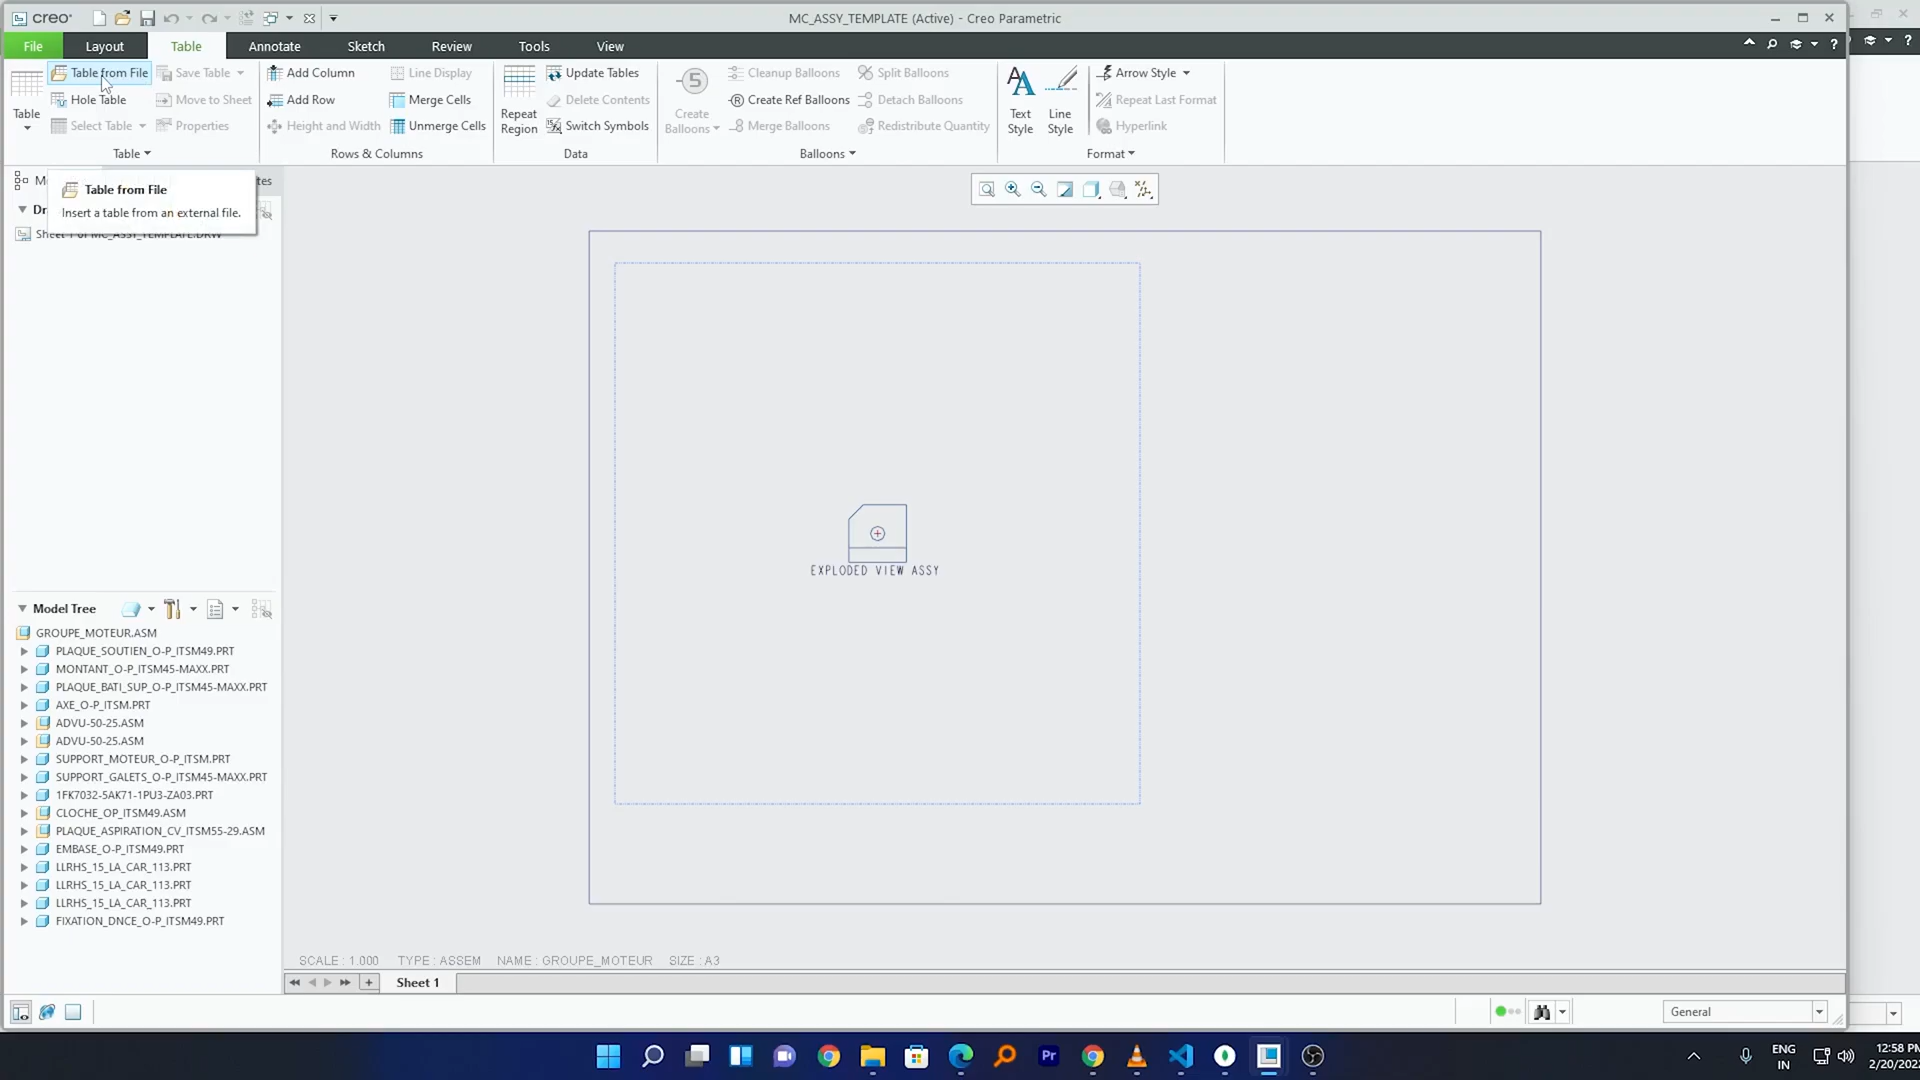 creo
MC_ASSY_TEMPLATE (Active) - Creo Parametric
File Layout Table Annotate Sketch Review Tools View
Table
Table from File
Hole Table
Select Table
Save Table
Move to Sheet
Properties
Table
Add Column
Add Row
Height and Width
Line Display
Merge Cells
Unmerge Cells
Rows & Columns
Repeat
Region
Update Tables
Delete Contents
Switch Symbols
Data
5
Create
Balloons
Cleanup Balloons
Create Ref Balloons
Merge Balloons
Split Balloons
Detach Balloons
Redistribute Quantity
Balloons
Text
Style
Line
Style
Arrow Style
Repeat Last Format
Hyperlink
Format
Table from File
Insert a table from an external file.
Sheet 1 of MC_ASSY_TEMPLATE.DRW
EXPLODED VIEW ASSY
Model Tree
GROUPE_MOTEUR.ASM
PLAQUE_SOUTIEN_O-P_ITSM49.PRT
MONTANT_O-P_ITSM45-MAXX.PRT
PLAQUE_BATI_SUP_O-P_ITSM45-MAXX.PRT
AXE_O-P_ITSM.PRT
ADVU-50-25.ASM
ADVU-50-25.ASM
SUPPORT_MOTEUR_O-P_ITSM.PRT
SUPPORT_GALETS_O-P_ITSM45-MAXX.PRT
1FK7032-5AK71-1PU3-ZA03.PRT
CLOCHE_OP_ITSM49.ASM
PLAQUE_ASPIRATION_CV_ITSM55-29.ASM
EMBASE_O-P_ITSM49.PRT
LLRHS_15_LA_CAR_113.PRT
LLRHS_15_LA_CAR_113.PRT
LLRHS_15_LA_CAR_113.PRT
FIXATION_DNCE_O-P_ITSM49.PRT
SCALE : 1.000 TYPE : ASSEM NAME : GROUPE_MOTEUR SIZE : A3
Sheet 1
General
Pr
ENG
IN
12:58 PM